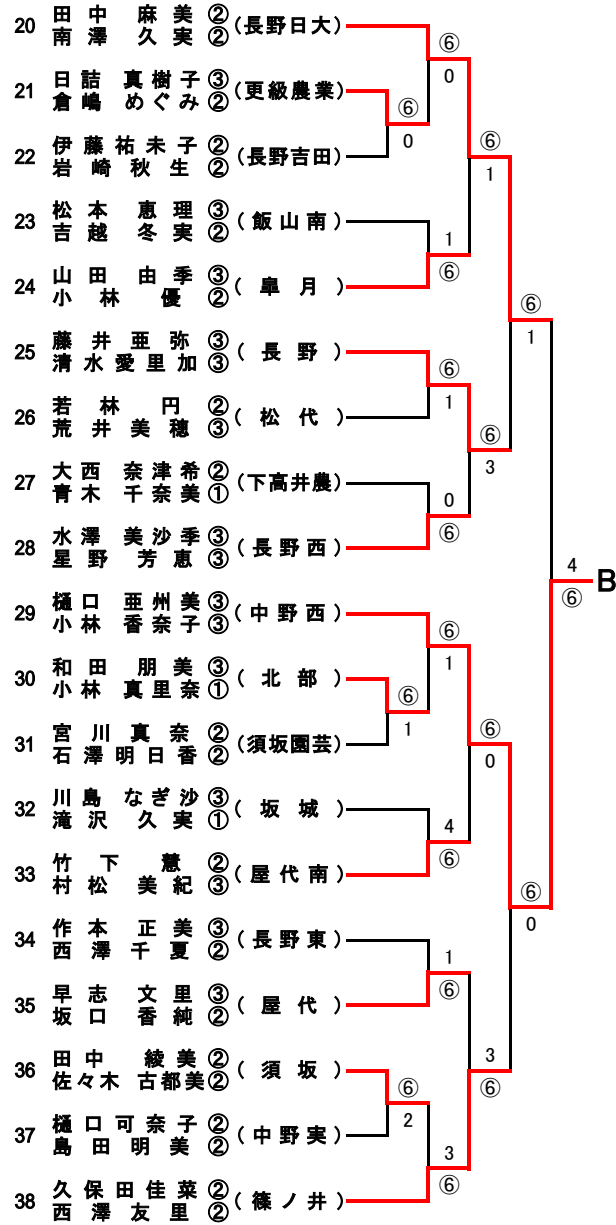 20 田中 麻美 ② (長野日大)
南澤 久実 ②
⑥
0
21 日詰 真樹子 ③ (更級農業)
倉嶋 めぐみ ②
⑥
0
⑥
1
22 伊藤祐未子 ② (長野吉田)
岩崎秋生 ②
23 松本 恵理 ③ (飯山南)
吉越 冬実 ②
1
⑥
24 山田 由季 ③ (皐月)
小林 優 ②
⑥
1
25 藤井亜弥 ③ (長野)
清水愛里加 ③
⑥
1
26 若林 円 ② (松代)
荒井美穂 ③
⑥
3
27 大西 奈津希 ② (下高井農)
青木 千奈美 ①
0
⑥
28 水澤 美沙季 ③ (長野西)
星野 芳恵 ③
4
⑥
B
29 樋口 亜州美 ③ (中野西)
小林 香奈子 ③
⑥
1
30 和田 朋美 ③ (北部)
小林 真里奈 ①
⑥
1
31 宮川真奈 ② (須坂園芸)
石澤明日香 ②
⑥
0
32 川島 なぎ沙 ③ (坂城)
滝沢 久実 ①
4
⑥
33 竹下 慧 ② (屋代南)
村松 美紀 ③
⑥
0
34 作本 正美 ③ (長野東)
西澤千夏 ②
1
⑥
35 早志 文里 ③ (屋代)
坂口 香純 ②
3
⑥
36 田中 綾美 ② (須坂)
佐々木 古都美 ②
⑥
2
37 樋口可奈子 ② (中野実)
島田明美 ②
3
⑥
38 久保田佳菜 ② (篠ノ井)
西澤友里 ②